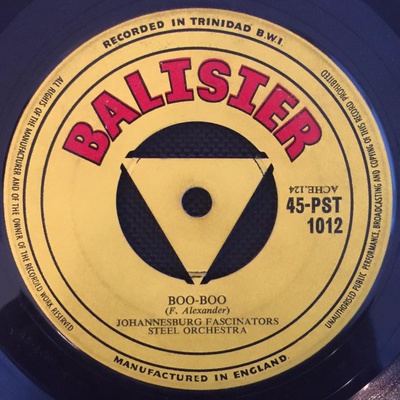 RECORDED IN TRINIDAD B.W.I.
BALISIER
ALL RIGHTS OF THE MANUFACTURER AND OF THE OWNER OF THE RECORDED WORK RESERVED
UNAUTHORISED PUBLIC PERFORMANCE, BROADCASTING AND COPYING OF THIS RECORD PROHIBITED
ACHE.124
45-PST
1012
BOO-BOO
(F. Alexander)
JOHANNESBURG FASCINATORS
STEEL ORCHESTRA
MANUFACTURED IN ENGLAND.